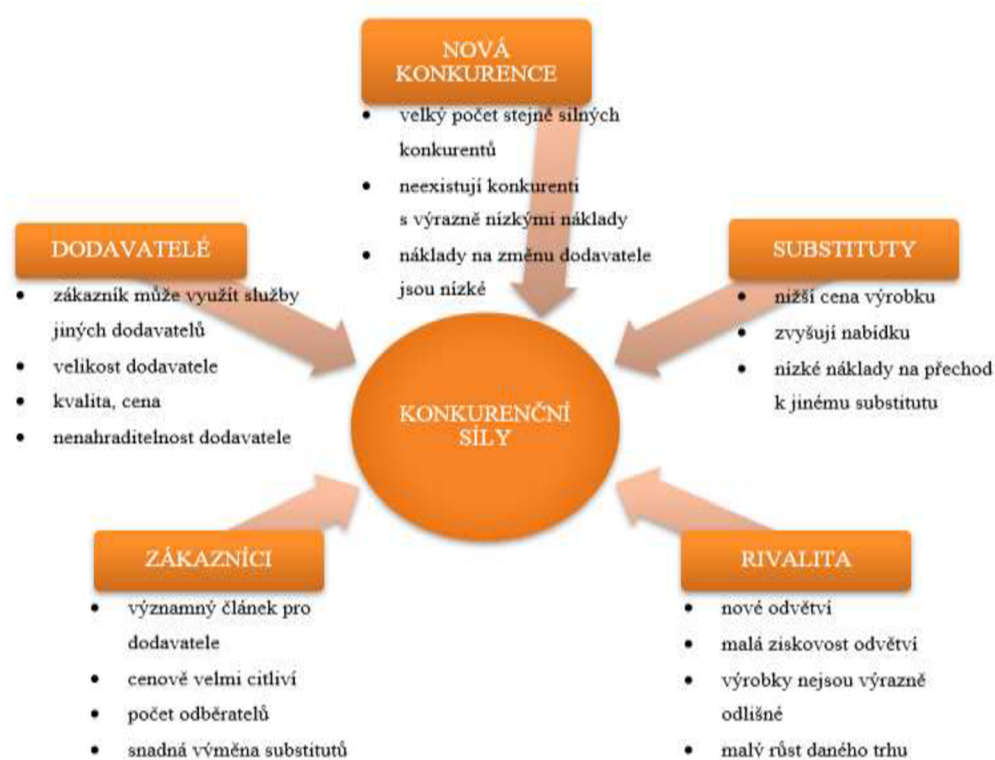 NOVÁ
KONKURENCE
• velký počet stejně silných
konkurentů
• neexistují konkurenti
s výrazně nízkými náklady
• náklady na změnu dodavatele
jsou nízké
DODAVATELÉ
• zákazník může využít služby
jiných dodavatelů
• velikost dodavatele
• kvalita, cena
• nenahraditelnost dodavatele
SUBSTITUTY
• nižší cena výrobku
• zvyšují nabídku
• nízké náklady na přechod
k jinému substitutu
KONKURENČNÍ
SÍLY
ZÁKAZNÍCI
• významný článek pro
dodavatele
• cenově velmi citliví
• počet odběratelů
• snadná výměna substitutů
RIVALITA
• nové odvětví
• malá ziskovost odvětví
• výrobky nejsou výrazně
odlišné
• malý růst daného trhu